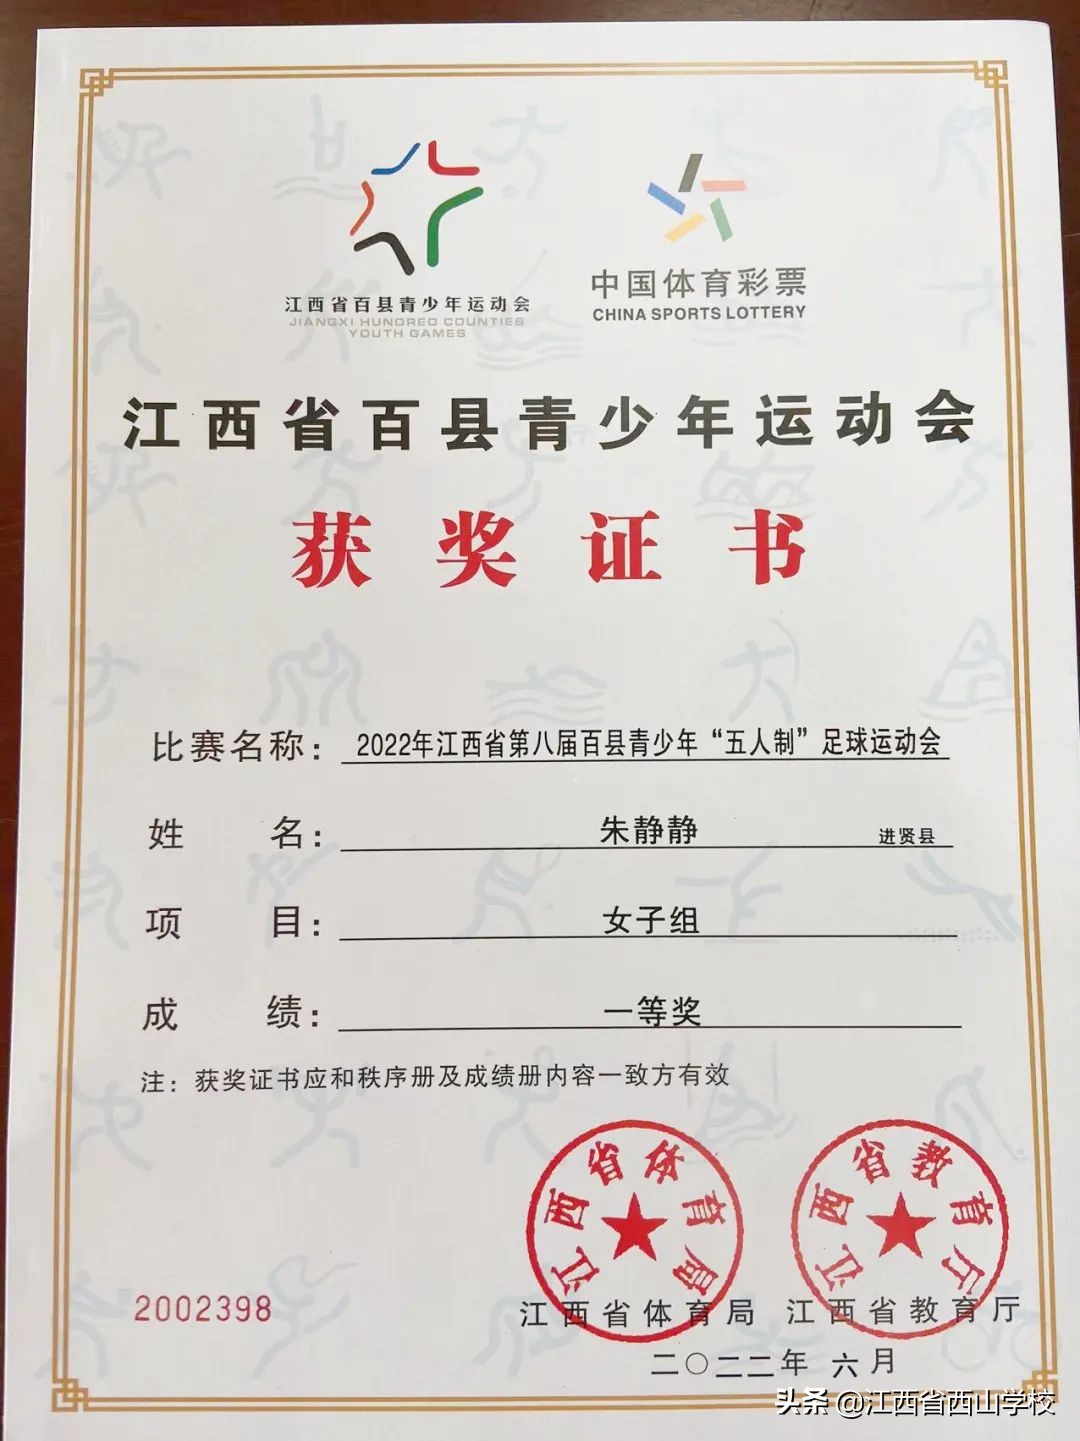 江西省百县青少年运动会
JIANGXI HUNDRED COUNTIES
YOUTH GAMES
中国体育彩票
CHINA SPORTS LOTTERY
江西省百县青少年运动会
获奖证书
比赛名称：2022年江西省第八届百县青少年“五人制”足球运动会
姓名：朱静静 进贤县
项目：女子组
成绩：一等奖
注：获奖证书应和秩序册及成绩册内容一致方有效
江西省体育局
江西省教育厅
2002398
江西省体育局 江西省教育厅
二〇二二年六月
头条 @江西省西山学校